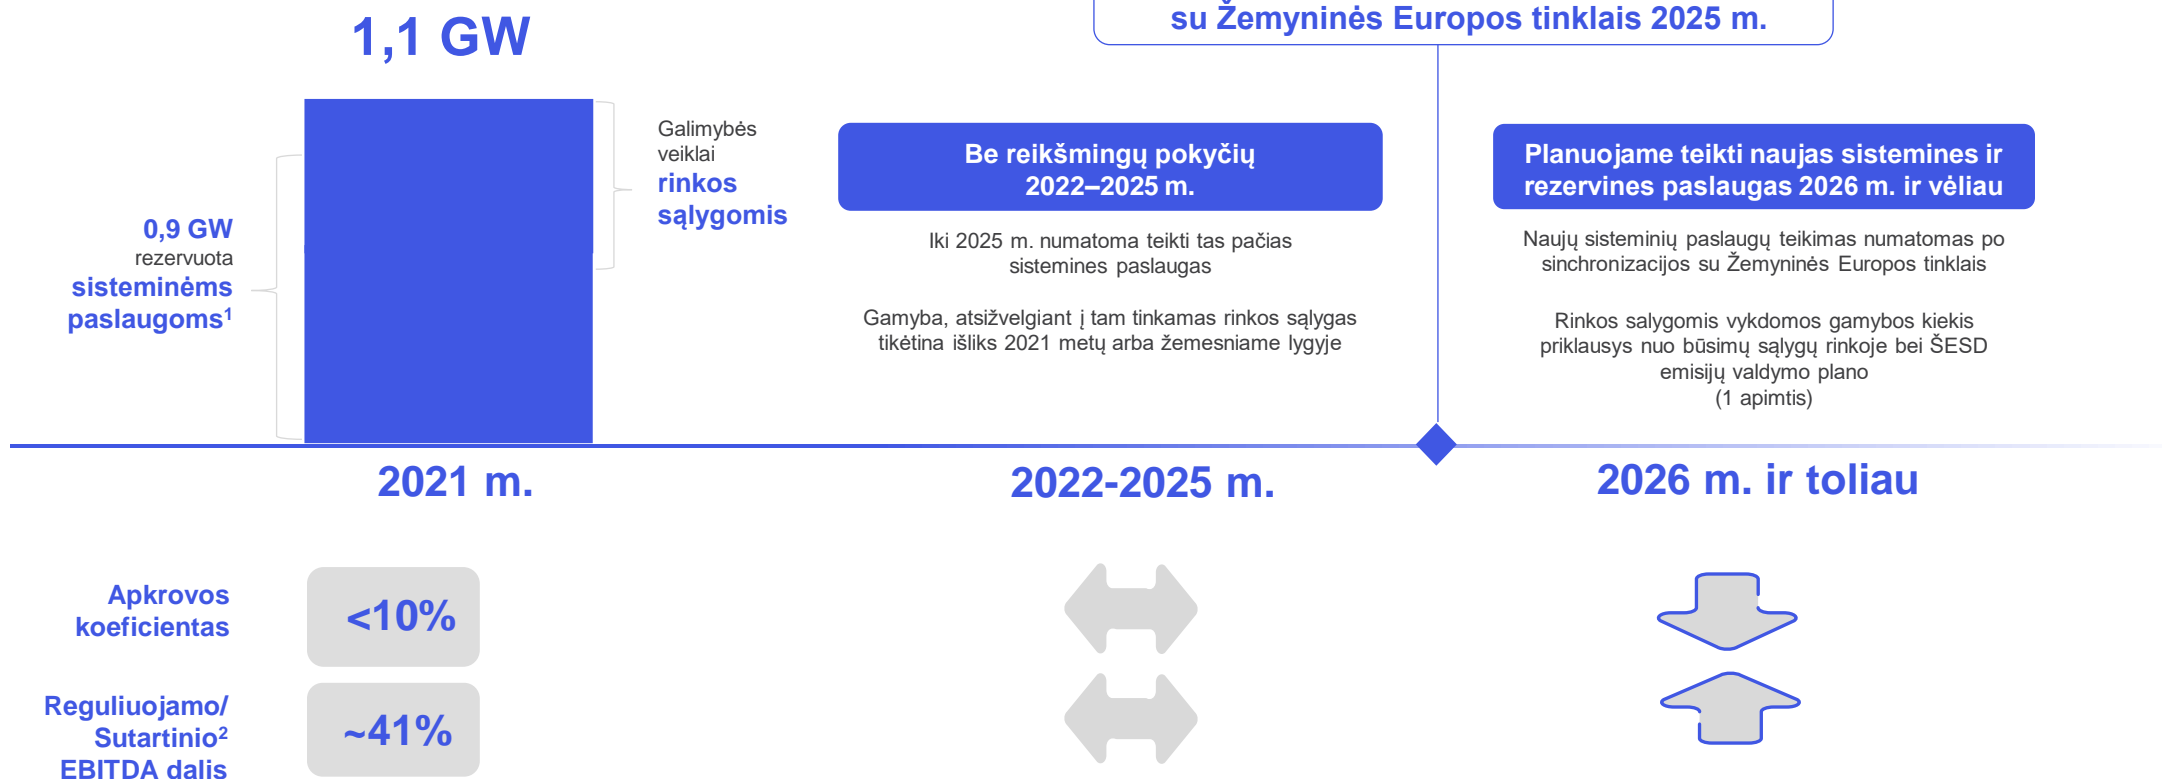 1,1 GW
su Žemyninės Europos tinklais 2025 m.
0,9 GW
rezervuota
sisteminėms
paslaugoms¹
Galimybės
veiklai
rinkos
sąlygomis
Be reikšmingų pokyčių
2022–2025 m.
Iki 2025 m. numatoma teikti tas pačias
sistemines paslaugas
Gamyba, atsižvelgiant į tam tinkamas rinkos sąlygas
tikėtina išliks 2021 metų arba žemesniame lygyje
Planuojame teikti naujas sistemines ir
rezervines paslaugas 2026 m. ir vėliau
Naujų sisteminių paslaugų teikimas numatomas po
sinchronizacijos su Žemyninės Europos tinklais
Rinkos salygomis vykdomos gamybos kiekis
priklausys nuo būsimų sąlygų rinkoje bei ŠESD
emisijų valdymo plano
(1 apimtis)
2021 m.
2022-2025 m.
2026 m. ir toliau
Apkrovos
koeficientas
<10%
Reguliuojamo/
Sutartinio²
EBITDA dalis
~41%